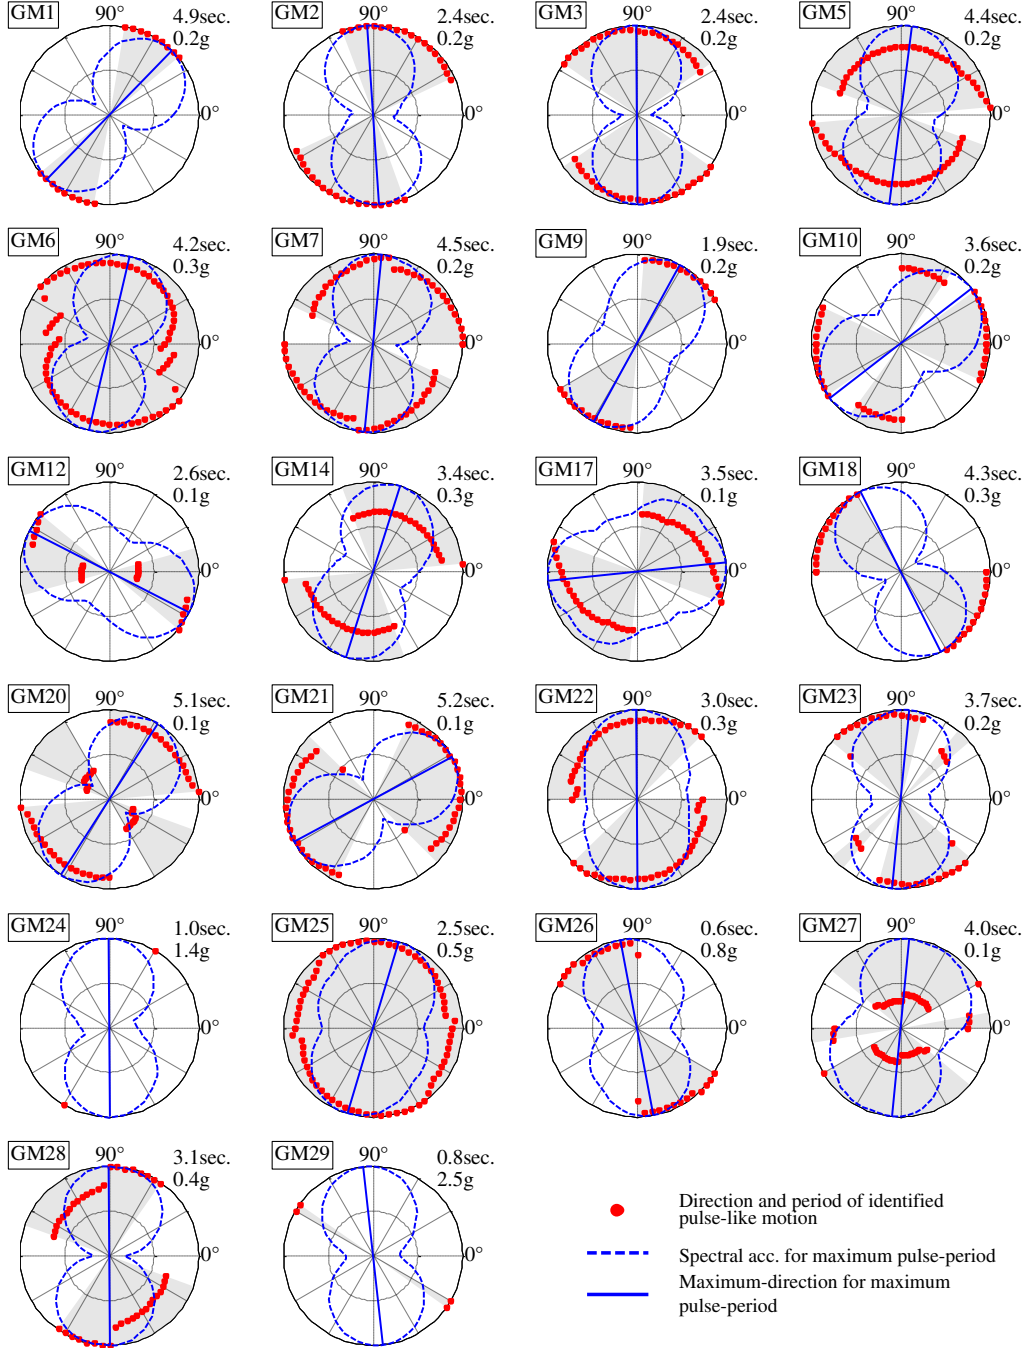 GM1 90° 4.9sec.
0.2g
0°
GM2 90° 2.4sec.
0.2g
0°
GM3 90° 2.4sec.
0.2g
0°
GM5 90° 4.4sec.
0.2g
0°
GM6 90° 4.2sec.
0.3g
0°
GM7 90° 4.5sec.
0.2g
0°
GM9 90° 1.9sec.
0.2g
0°
GM10 90° 3.6sec.
0.2g
0°
GM12 90° 2.6sec.
0.1g
0°
GM14 90° 3.4sec.
0.3g
0°
GM17 90° 3.5sec.
0.1g
0°
GM18 90° 4.3sec.
0.3g
0°
GM20 90° 5.1sec.
0.1g
0°
GM21 90° 5.2sec.
0.1g
0°
GM22 90° 3.0sec.
0.3g
0°
GM23 90° 3.7sec.
0.2g
0°
GM24 90° 1.0sec.
1.4g
0°
GM25 90° 2.5sec.
0.5g
0°
GM26 90° 0.6sec.
0.8g
0°
GM27 90° 4.0sec.
0.1g
0°
GM28 90° 3.1sec.
0.4g
0°
GM29 90° 0.8sec.
2.5g
0°
Direction and period of identified
pulse-like motion
Spectral acc. for maximum pulse-period
Maximum-direction for maximum
pulse-period